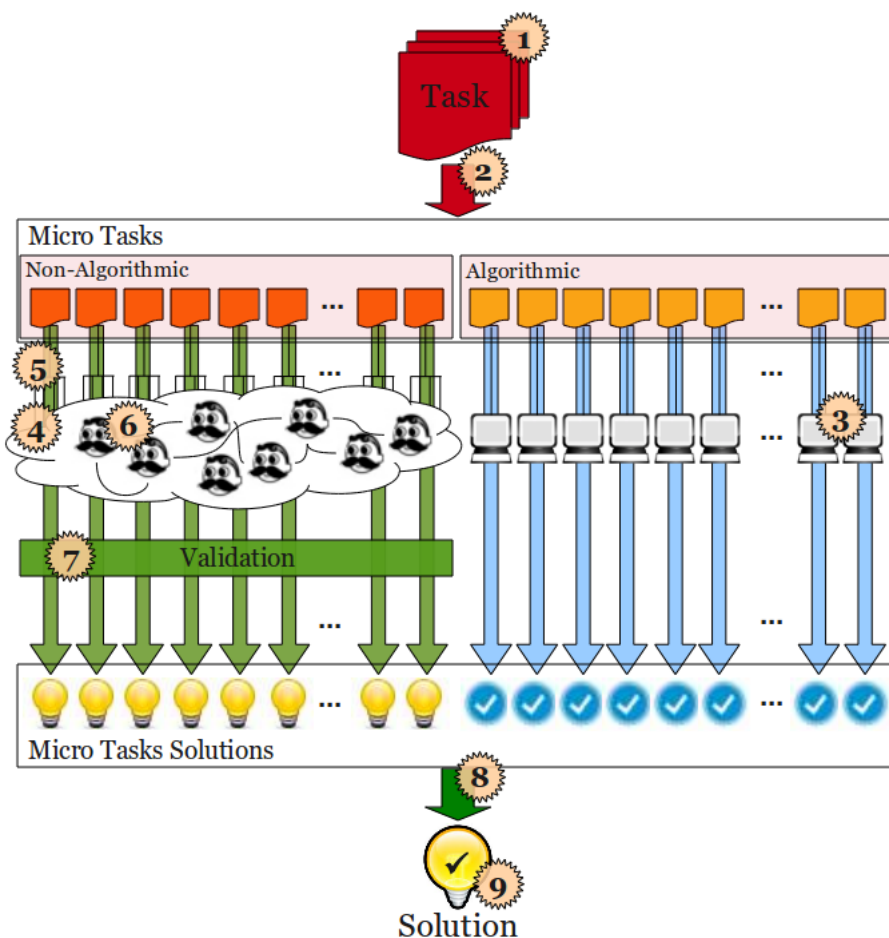 1
Task
2
Micro Tasks
Non-Algorithmic
Algorithmic
...
...
5
...
...
4
6
3
...
7
Validation
...
...
...
...
Micro Tasks Solutions
8
9
Solution